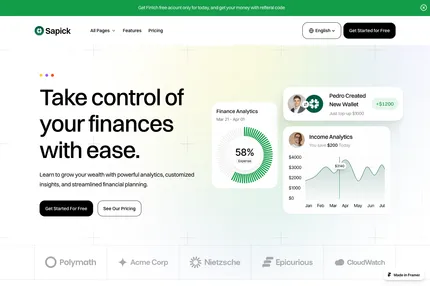 Get Finlich free acount only for today, and get your money with refferal code.
Sapick
All Pages
Features
Pricing
English
Get Started for Free
Take control of
your finances
with ease.
Learn to grow your wealth with powerful analytics, customized
insights, and streamlined financial planning.
Get Started For Free
See Our Pricing
Finance Analytics
Mar 21 - Apr 01
58%
Expense
Pedro Created
New Wallet
Just top up $1000
+$1200
Income Analytics
You save $200 Today
$4000
$3000
$2000
$1000
$0
Jan Feb Mar Apr May Jun Jul
Polymath
Acme Corp
Nietzsche
Epicurious
CloudWatch
Made in Framer